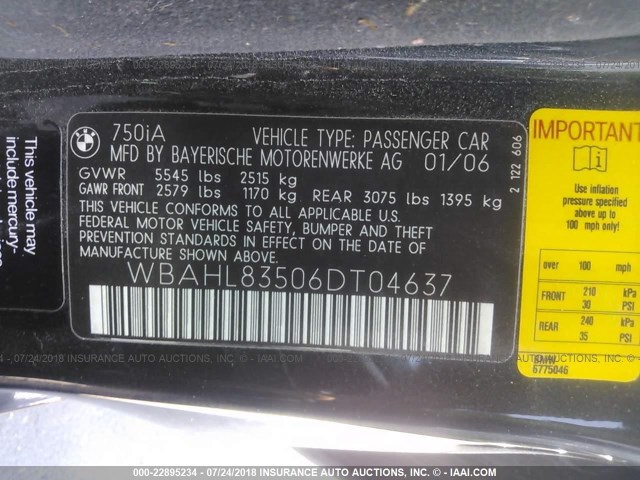 750iA VEHICLE TYPE: PASSENGER CAR
MFD BY BAYERISCHE MOTORENWERKE AG 01/06
GVWR 5545 lbs 2515 kg
GAWR FRONT 2579 lbs 1170 kg REAR 3075 lbs 1395 kg
THIS VEHICLE CONFORMS TO ALL APPLICABLE U.S.
FEDERAL MOTOR VEHICLE SAFETY, BUMPER AND THEFT
PREVENTION STANDARDS IN EFFECT ON THE DATE OF
MANUFACTURE SHOWN ABOVE.
WBAHL83506DT04637
2 122 606
this vehicle may
include mercury-
IMPORTAN
Use inflation
pressure specified
above up to
100 mph only!
over 100 mph
FRONT 210 kPa
30 PSI
REAR 240 kPa
35 PSI
BMW
6775046
000-22895234 - 07/24/2018 INSURANCE AUTO AUCTIONS, INC. - WWW.IAAI.COM